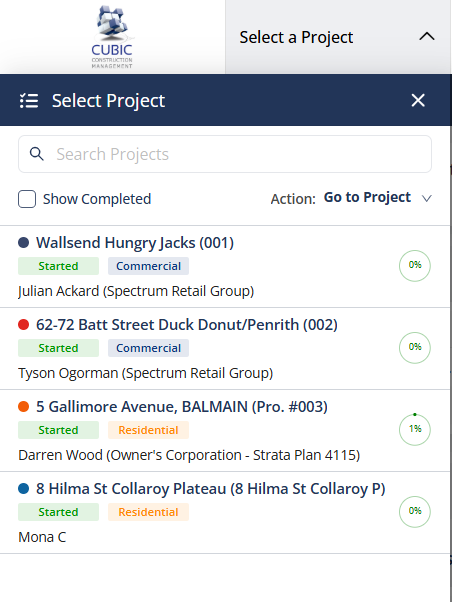 CUBIC
CONSTRUCTION
MANAGEMENT
Select a Project
Select Project
Search Projects
Show Completed
Action: Go to Project
Wallsend Hungry Jacks (001)
Started Commercial
0%
Julian Ackard (Spectrum Retail Group)
62-72 Batt Street Duck Donut/Penrith (002)
Started Commercial
0%
Tyson Ogorman (Spectrum Retail Group)
5 Gallimore Avenue, BALMAIN (Pro. #003)
Started Residential
1%
Darren Wood (Owner's Corporation - Strata Plan 4115)
8 Hilma St Collaroy Plateau (8 Hilma St Collaroy P)
Started Residential
0%
Mona C